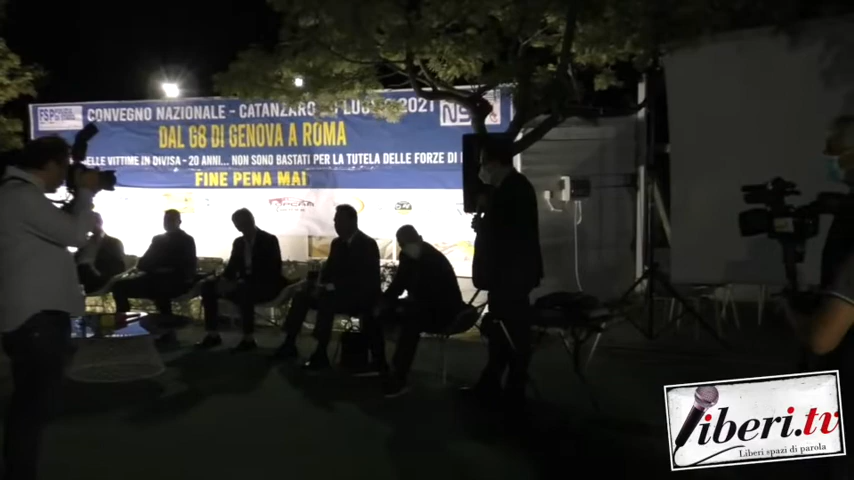 FSP POLIZIA
CONVEGNO NAZIONALE - CATANZARO LUGLIO 2021
DAL G8 DI GENOVA A ROMA
ELLE VITTIME IN DIVISA - 20 ANNI... NON SONO BASTATI PER LA TUTELA DELLE FORZE DI
FINE PENA MAI
liberi.tv
Liberi spazi di parola